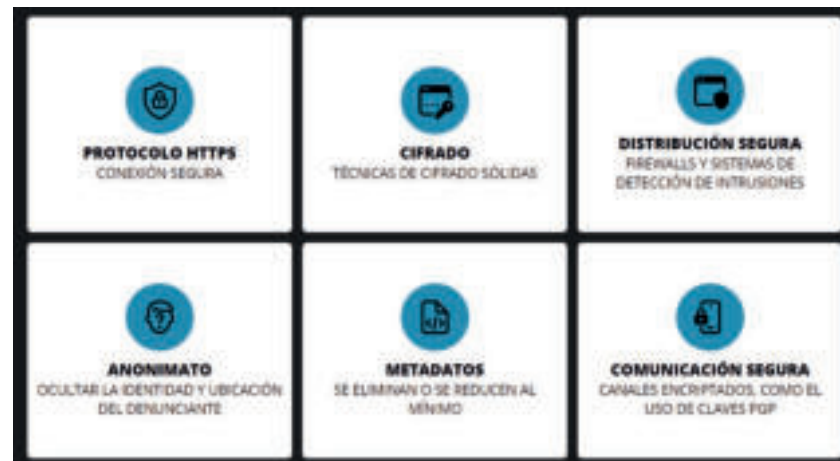 PROTOCOLO HTTPS
CONEXIÓN SEGURA
CIFRADO
TÉCNICAS DE CIFRADO SÓLIDAS
DISTRIBUCIÓN SEGURA
FIREWALLS Y SISTEMAS DE
DETECCIÓN DE INTRUSIONES
ANONIMATO
OCULTAR LA IDENTIDAD Y UBICACIÓN
DEL DENUNCIANTE
METADATOS
SE ELIMINAN O SE REDUCEN AL
MÍNIMO
COMUNICACIÓN SEGURA
CANALES ENCRIPTADOS, COMO EL
USO DE CLAVES PGP